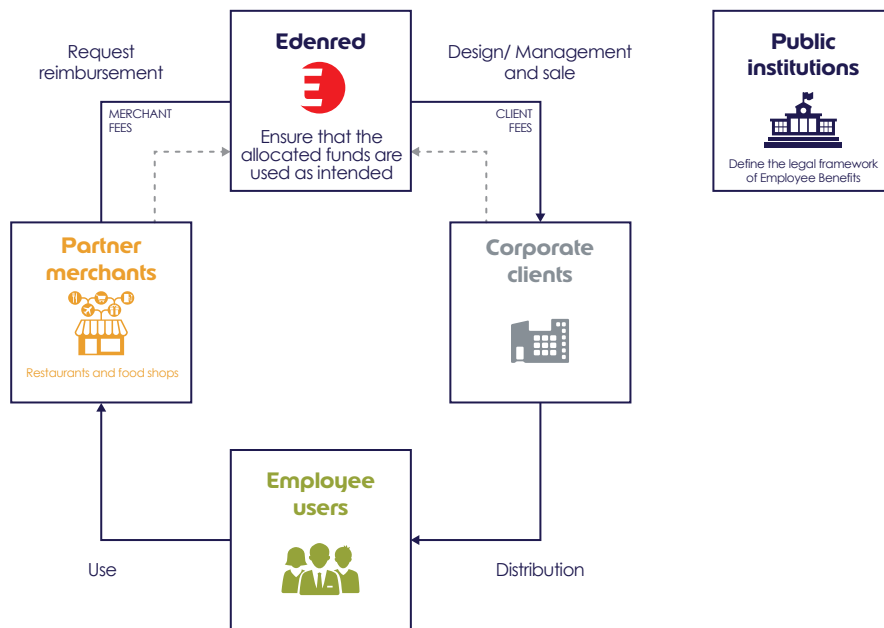 Request
reimbursement
Edenred
Design/ Management
and sale
Public
institutions
MERCHANT
FEES
CLIENT
FEES
Ensure that the
allocated funds are
used as intended
Define the legal framework
of Employee Benefits
Partner
merchants
Restaurants and food shops
Corporate
clients
Employee
users
Use
Distribution